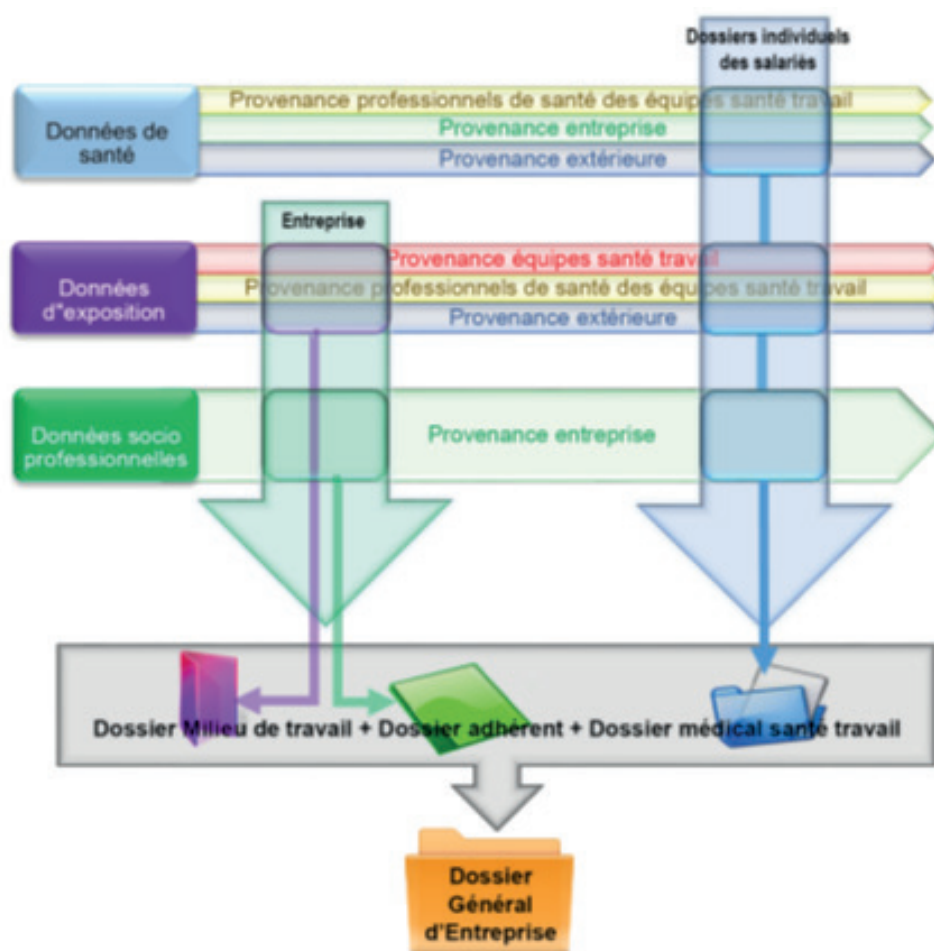 Dossiers individuels
des salariés
Provenance professionnels de santé des équipes santé travail
Données de
santé
Provenance entreprise
Provenance extérieure
Entreprise
Provenance équipes santé travail
Données
d"exposition
Provenance professionnels de santé des équipes santé travail
Provenance extérieure
Données socio
professionnelles
Provenance entreprise
Dossier Milieu de travail + Dossier adhérent + Dossier médical santé travail
Dossier
Général
d'Entreprise